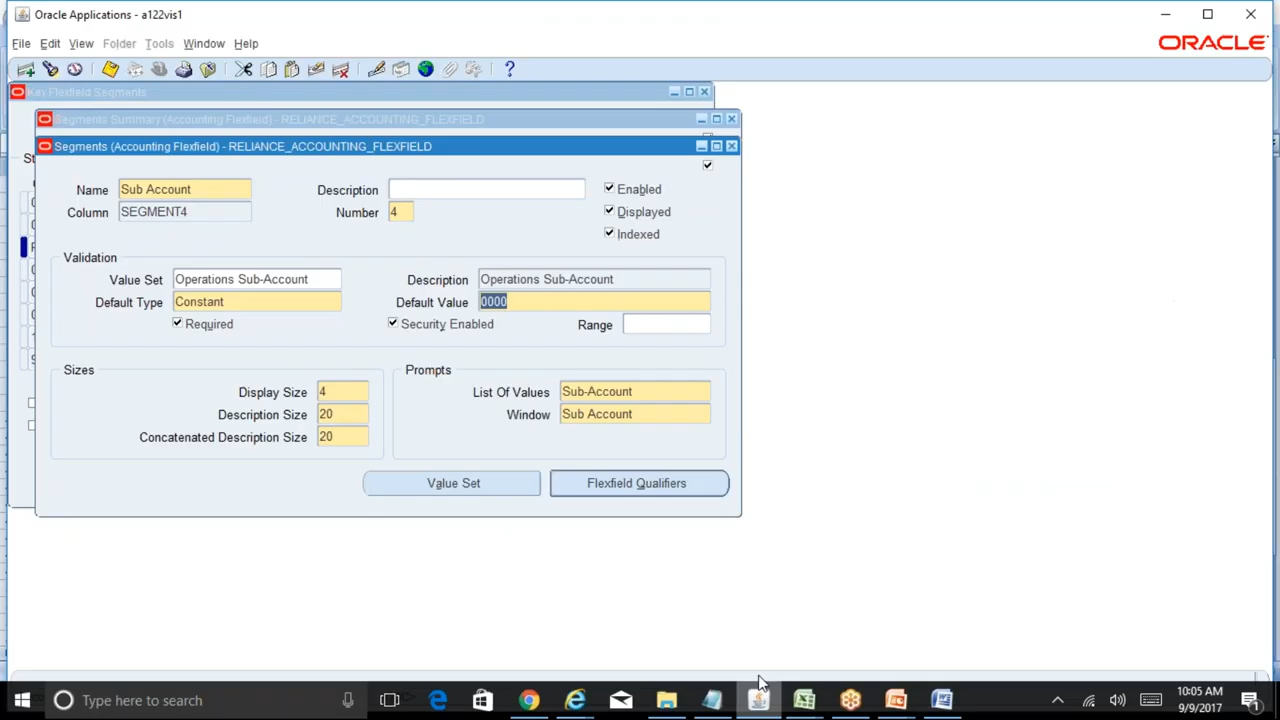 Oracle Applications - a122vis1
File Edit View Folder Tools Window Help
ORACLE
Key Flexfield Segments
Segments Summary (Accounting Flexfield) - RELIANCE_ACCOUNTING_FLEXFIELD
Segments (Accounting Flexfield) - RELIANCE_ACCOUNTING_FLEXFIELD
St
Name Sub Account Description Enabled
Column SEGMENT4 Number 4 Displayed
Indexed
Validation
Value Set Operations Sub-Account Description Operations Sub-Account
Default Type Constant Default Value 0000
Required Security Enabled Range
Sizes Prompts
Display Size 4 List Of Values Sub-Account
Description Size 20 Window Sub Account
Concatenated Description Size 20
Value Set Flexfield Qualifiers
Type here to search
10:05 AM
9/9/2017